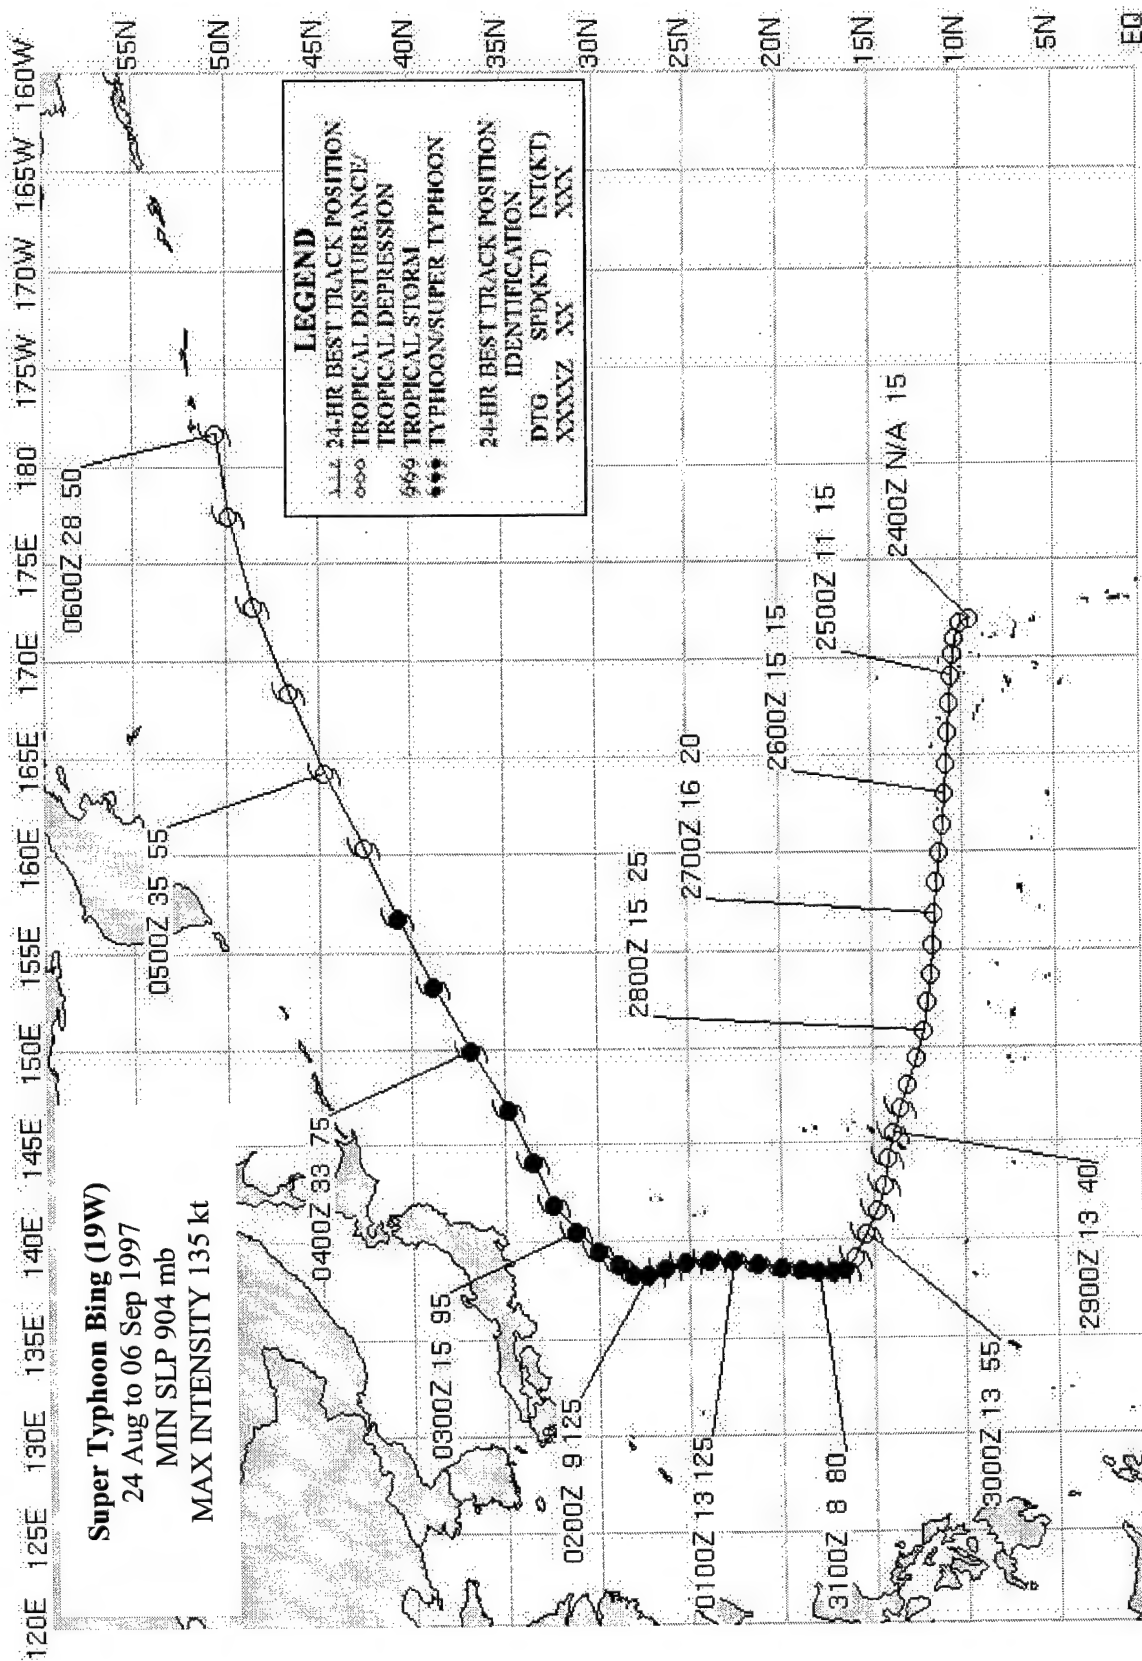 Super Typhoon Bing (19W)
24 Aug to 06 Sep 1997
MIN SLP 904 mb
MAX INTENSITY 135 kt
120E 125E 130E 135E 140E 145E 150E 155E 160E 165E 170E 175E 180 175W 170W 165W 160W
55N
50N
45N
40N
35N
30N
25N
20N
15N
10N
5N
EQ
LEGEND
24-HR BEST TRACK POSITION
TROPICAL DISTURBANCE/
TROPICAL DEPRESSION
TROPICAL STORM
TYPHOON/SUPER TYPHOON
24-HR BEST TRACK POSITION
IDENTIFICATION
DTG SPD(KT) INT(KT)
XXXXZ XX XXX
0600Z 28 50
0500Z 35 55
0400Z 33 75
0300Z 15 95
0200Z 9 125
0100Z 13 125
3100Z 8 80
3000Z 13 55
2900Z 13 40
2800Z 15 25
2700Z 16 20
2600Z 15 15
2500Z 11 15
2400Z N/A 15